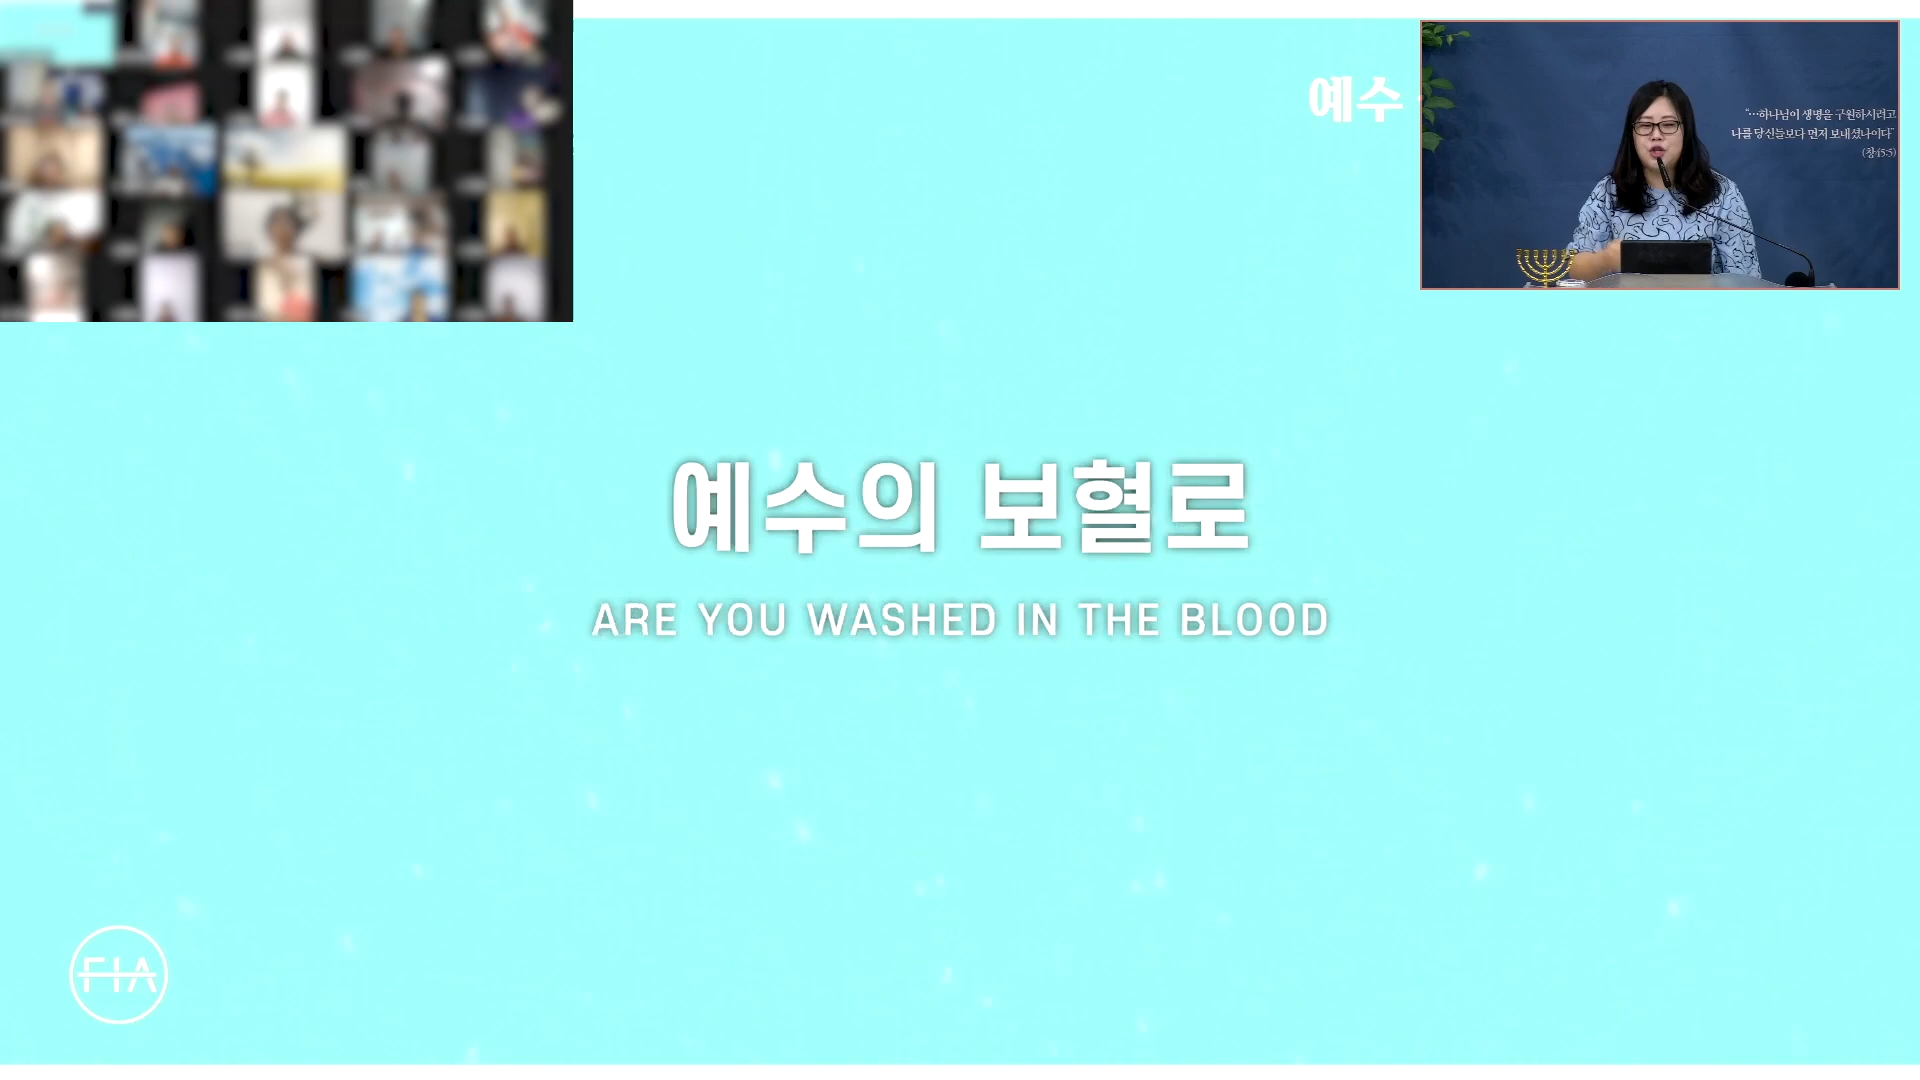 예수
"…하나님이 생명을 구원하시려고
나를 당신들보다 먼저 보내셨나이다"
(창45:5)
예수의 보혈로
ARE YOU WASHED IN THE BLOOD
FIA